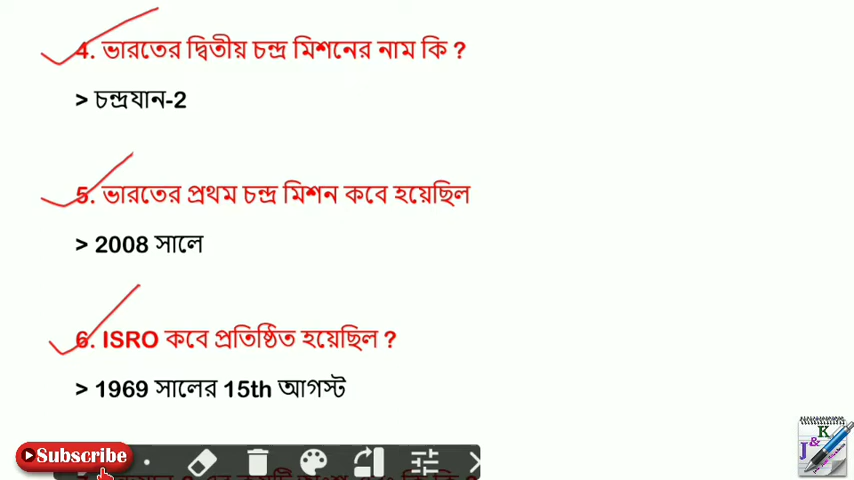 4. ভারতের দ্বিতীয় চন্দ্র মিশনের নাম কি ?
> চন্দ্রযান-2
5. ভারতের প্রথম চন্দ্র মিশন কবে হয়েছিল
> 2008 সালে
6. ISRO কবে প্রতিষ্ঠিত হয়েছিল ?
> 1969 সালের 15th আগস্ট
Subscribe
J&K